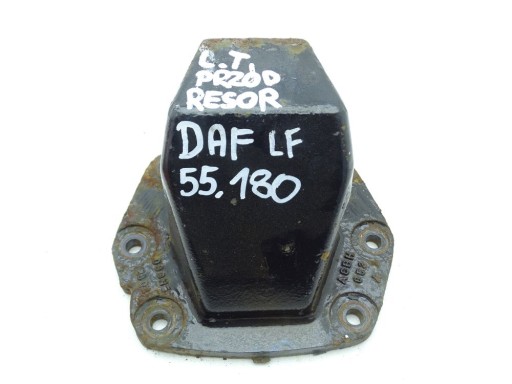 L.T.
PRZÓD
RESOR
DAF LF
55.180